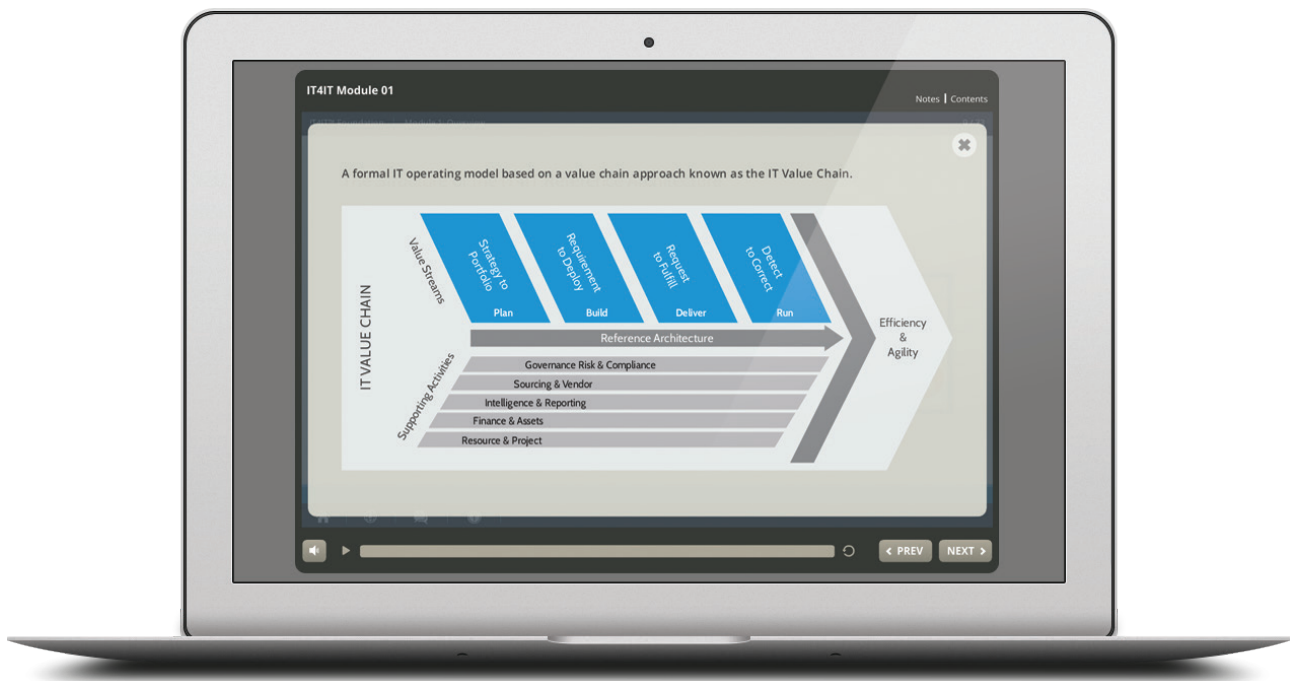 IT4IT Module 01
Notes | Contents
A formal IT operating model based on a value chain approach known as the IT Value Chain.
IT VALUE CHAIN
Value Streams
Strategy to
Portfolio
Plan
Requirement
to Deploy
Build
Request
to Fulfill
Deliver
Detect
to Correct
Run
Reference Architecture
Efficiency
&
Agility
Supporting Activities
Governance Risk & Compliance
Sourcing & Vendor
Intelligence & Reporting
Finance & Assets
Resource & Project
PREV
NEXT